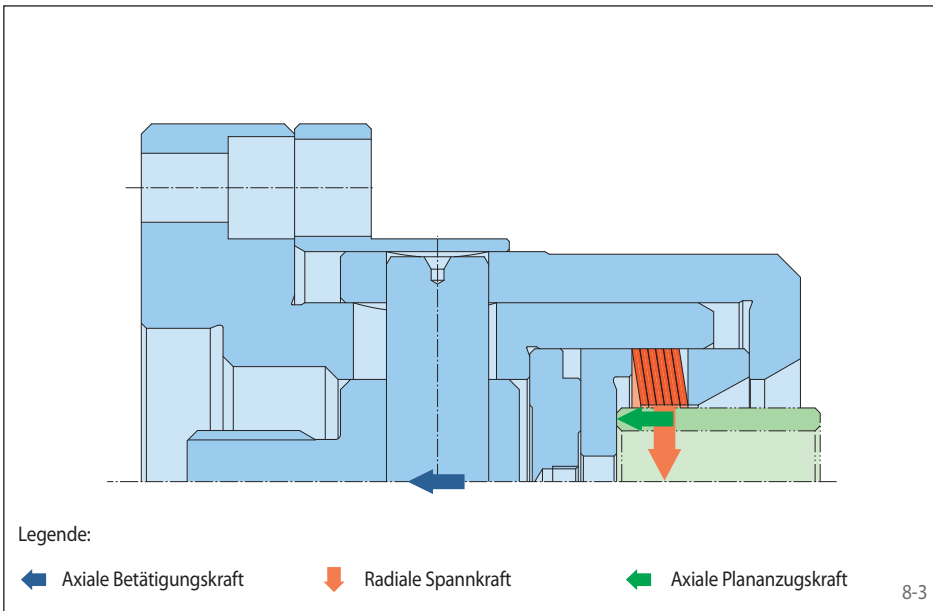 Legende:
Axiale Betätigungskraft
Radiale Spannkraft
Axiale Plananzugskraft
8-3